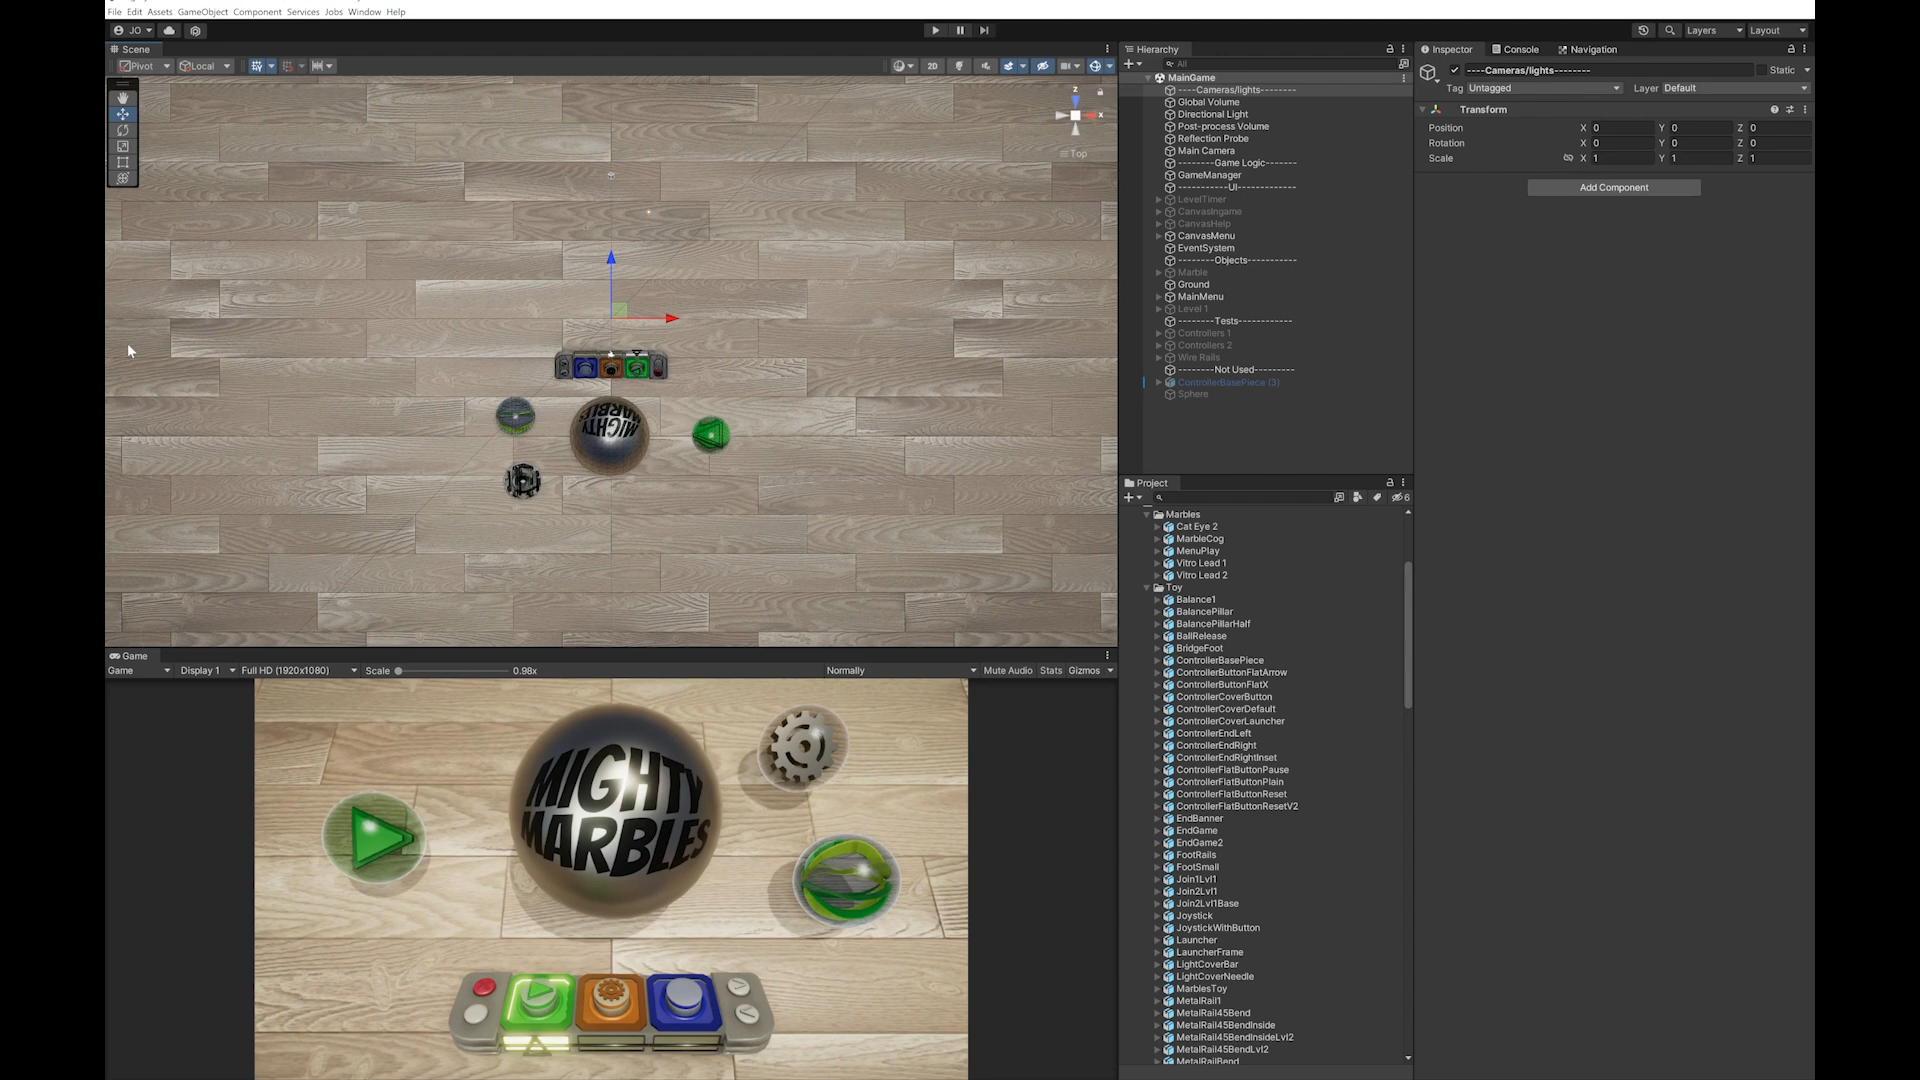 File Edit Assets GameObject Component Services Jobs Window Help
JO
Layers
Layout
Scene
Pivot
Local
2D
z
x
Top
MARBLES
MIGHTY
Game
Game
Display 1
Full HD (1920x1080)
Scale
0.98x
Normally
Mute Audio
Stats
Gizmos
MIGHTY
MARBLES
Hierarchy
All
MainGame
----Cameras/lights--------
Global Volume
Directional Light
Post-process Volume
Reflection Probe
Main Camera
--------Game Logic-------
GameManager
-----------UI-------------
LevelTimer
CanvasIngame
CanvasHelp
CanvasMenu
EventSystem
--------Objects-----------
Marble
Ground
MainMenu
Level 1
--------Tests------------
Controllers 1
Controllers 2
Wire Rails
--------Not Used---------
ControllerBasePiece (3)
Sphere
Project
6
Marbles
Cat Eye 2
MarbleCog
MenuPlay
Vitro Lead 1
Vitro Lead 2
Toy
Balance1
BalancePillar
BalancePillarHalf
BallRelease
BridgeFoot
ControllerBasePiece
ControllerButtonFlatArrow
ControllerButtonFlatX
ControllerCoverButton
ControllerCoverDefault
ControllerCoverLauncher
ControllerEndLeft
ControllerEndRight
ControllerEndRightInset
ControllerFlatButtonPause
ControllerFlatButtonPlain
ControllerFlatButtonReset
ControllerFlatButtonResetV2
EndBanner
EndGame
EndGame2
FootRails
FootSmall
Join1Lvl1
Join2Lvl1
Join2Lvl1Base
Joystick
JoystickWithButton
Launcher
LauncherFrame
LightCoverBar
LightCoverNeedle
MarblesToy
MetalRail1
MetalRail45Bend
MetalRail45BendInside
MetalRail45BendInsideLvl2
MetalRail45BendLvl2
MetalRailBend
Inspector
Console
Navigation
----Cameras/lights--------
Static
Tag Untagged
Layer Default
Transform
Position X 0 Y 0 Z 0
Rotation X 0 Y 0 Z 0
Scale X 1 Y 1 Z 1
Add Component